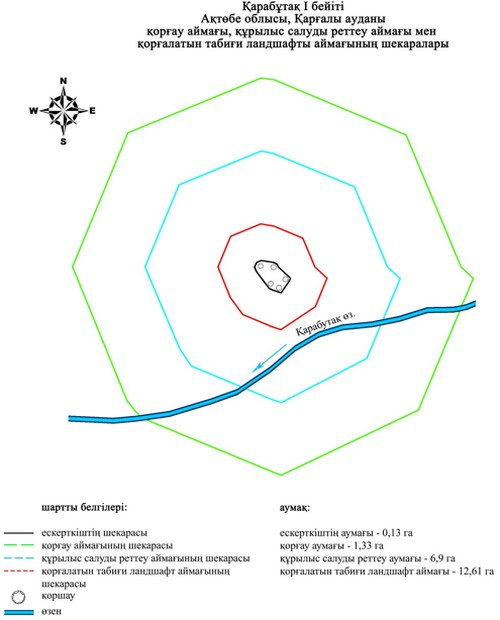 Қарабұтақ I бейіті
Ақтөбе облысы, Қарғалы ауданы
қорғау аймағы, құрылыс салуды реттеу аймағы мен
қорғалатын табиғи ландшафты аймағының шекаралары
N
W E
S
Қарабутак өз.
шартты белгілері:
ескерткіштің шекарасы
қорғау аймағының шекарасы
құрылыс салуды реттеу аймағының шекарасы
қорғалатын табиғи ландшафт аймағының
шекарасы
қоршау
өзен
аумақ:
ескерткіштің аумағы - 0,13 га
қорғау аумағы - 1,33 га
құрылыс салуды реттеу аумағы - 6,9 га
қорғалатын табиғи ландшафт аймағы - 12,61 га